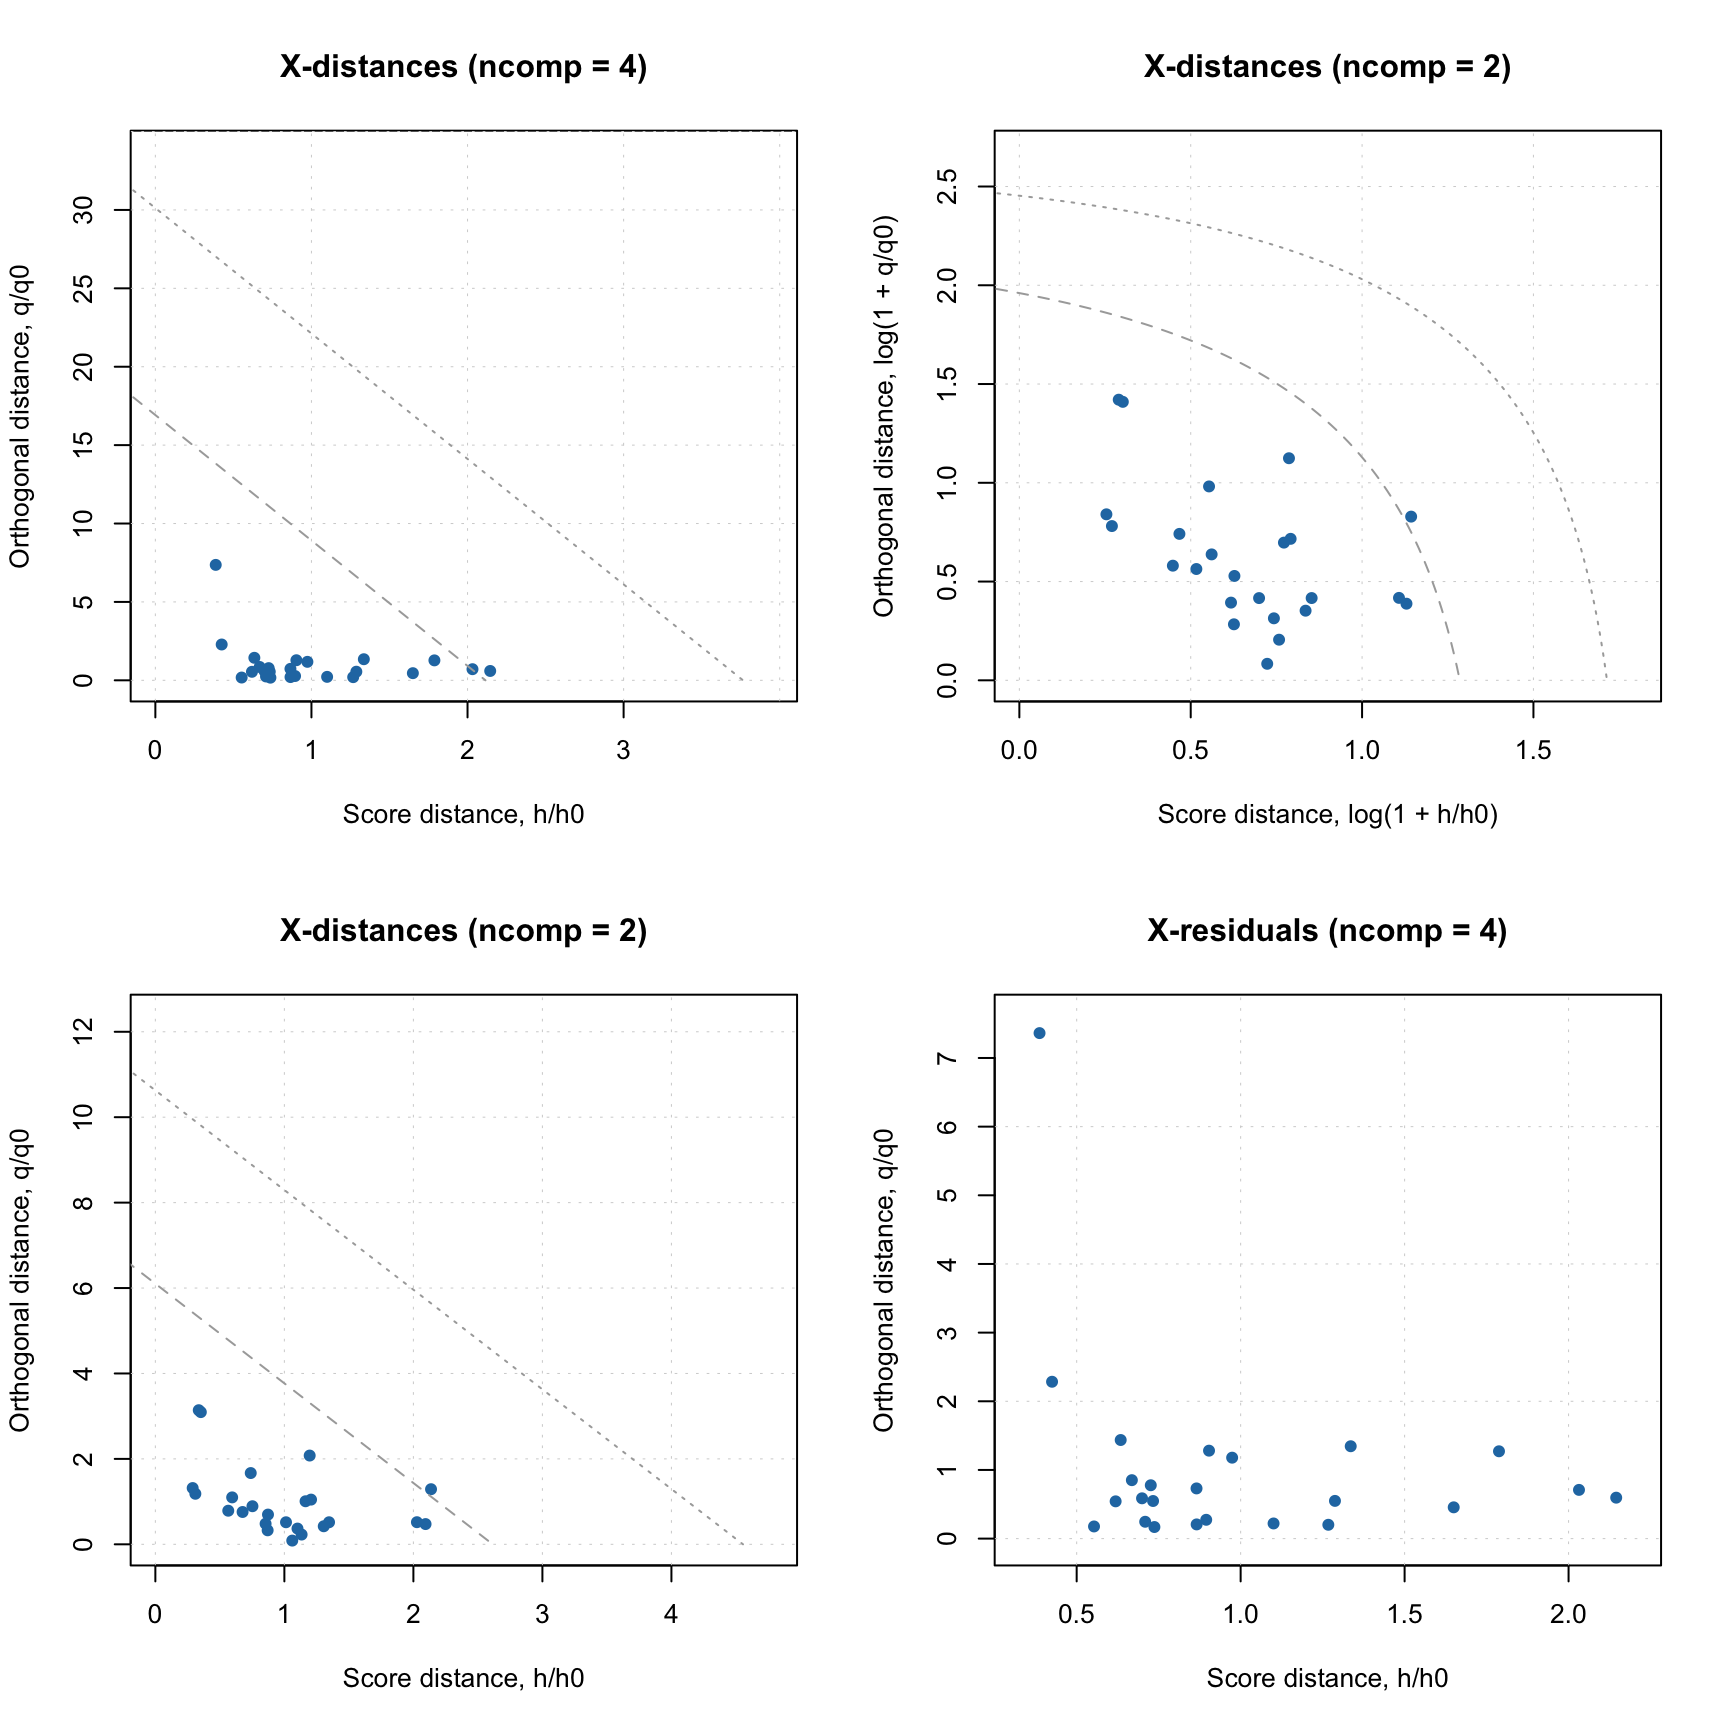 X-distances (ncomp = 4)
Orthogonal distance, q/q0
30
25
20
15
10
5
0
0 1 2 3
Score distance, h/h0
X-distances (ncomp = 2)
Orthogonal distance, log(1 + q/q0)
2.5
2.0
1.5
1.0
0.5
0.0
0.0 0.5 1.0 1.5
Score distance, log(1 + h/h0)
X-distances (ncomp = 2)
Orthogonal distance, q/q0
12
10
8
6
4
2
0
0 1 2 3 4
Score distance, h/h0
X-residuals (ncomp = 4)
Orthogonal distance, q/q0
7
6
5
4
3
2
1
0
0.5 1.0 1.5 2.0
Score distance, h/h0